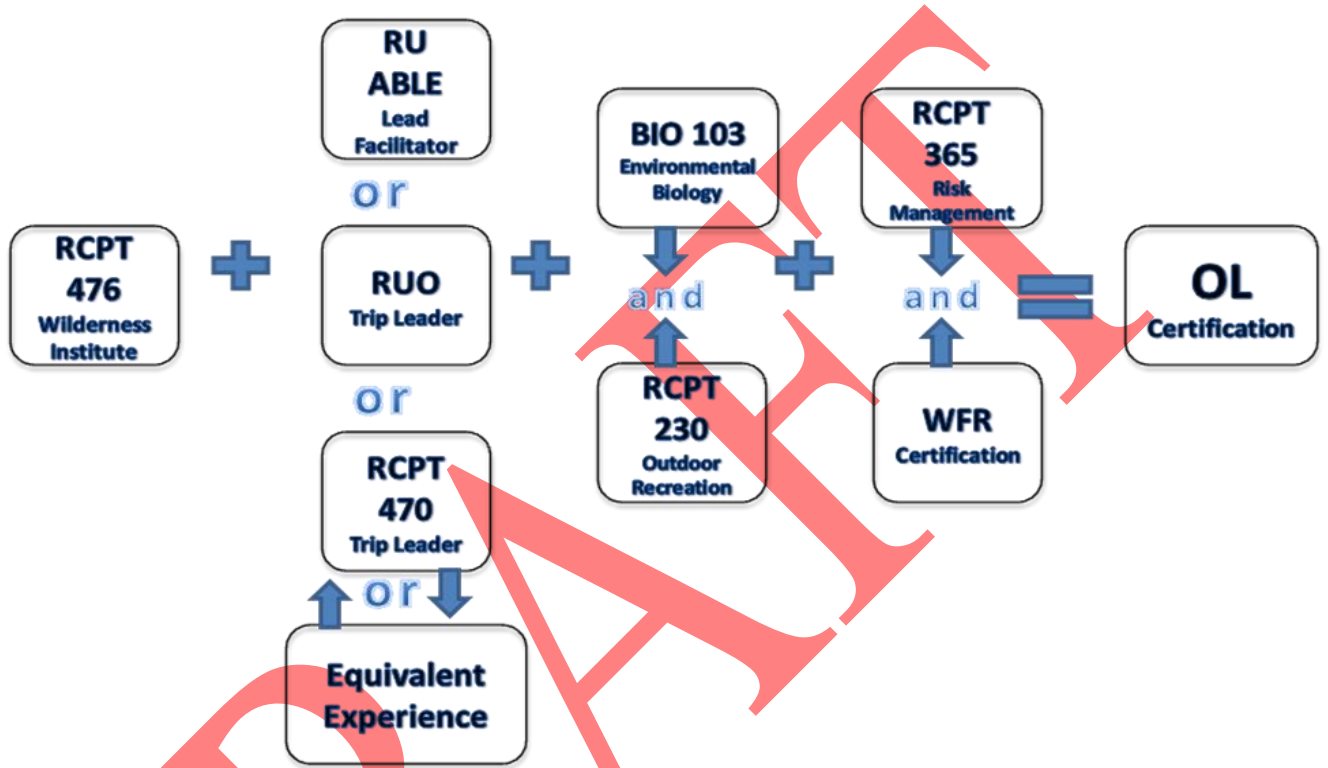 RCPT
476
Wilderness
Institute
RU
ABLE
Lead
Facilitator
or
RUO
Trip Leader
or
RCPT
470
Trip Leader
or
Equivalent
Experience
BIO 103
Environmental
Biology
and
RCPT
230
Outdoor
Recreation
RCPT
365
Risk
Management
and
WFR
Certification
OL
Certification
DRAFT